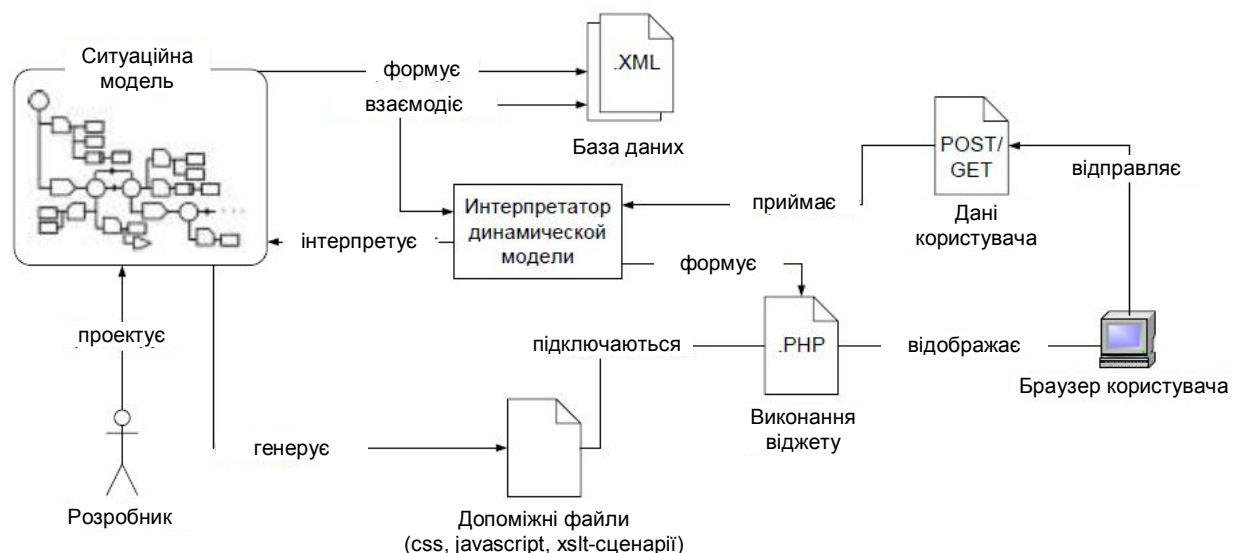 Ситуаційна
модель
формує
взаємодіє
.XML
База даних
POST/
GET
Дані
користувача
відправляє
приймає
Интерпретатор
динамической
модели
інтерпретує
формує
проектує
підключаються
.PHP
відображає
Браузер користувача
Виконання
віджету
генерує
Розробник
Допоміжні файли
(css, javascript, xslt-сценарії)